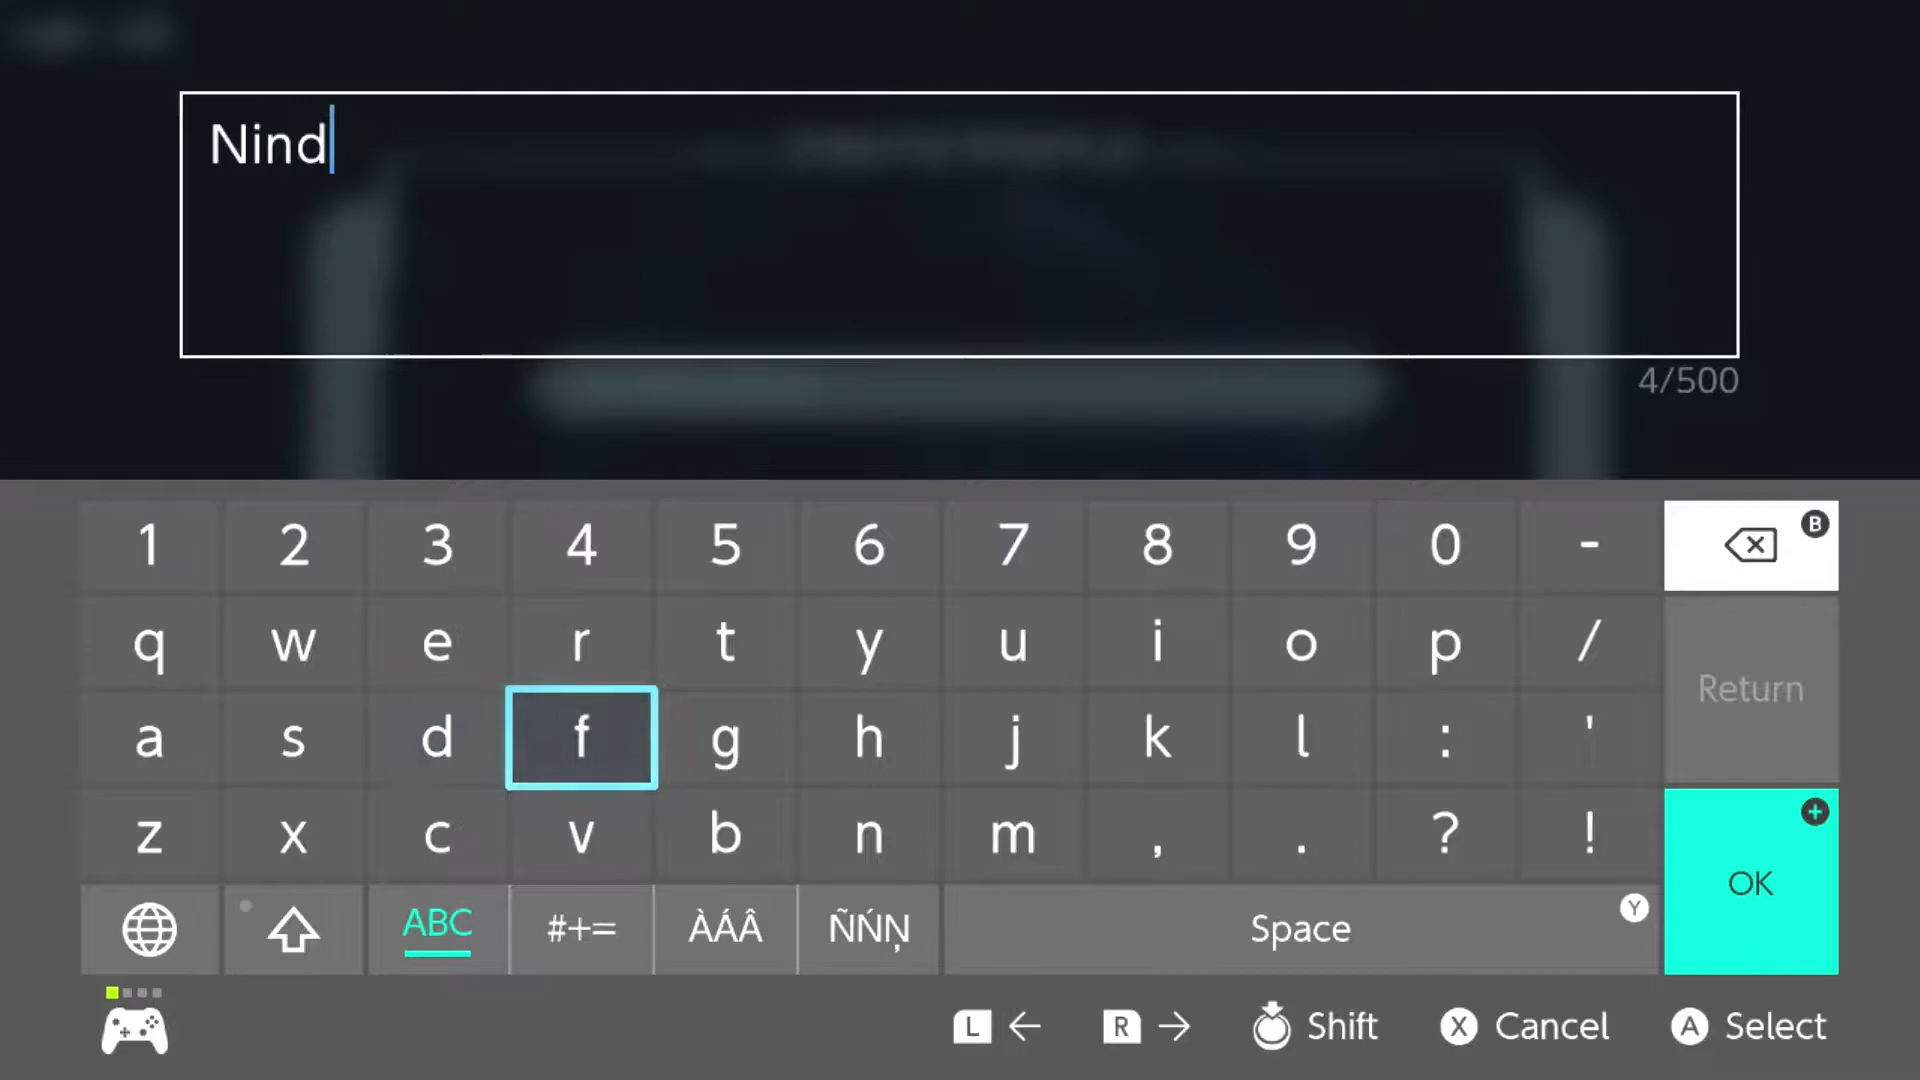 Nind
4/500
1 2 3 4 5 6 7 8 9 0 - B
q w e r t y u i o p /
Return
a s d f g h j k l : '
z x c v b n m , . ? ! +
OK
ABC #+= ÀÁÂ ÑŃŅ Space Y
L ← R → Shift X Cancel A Select